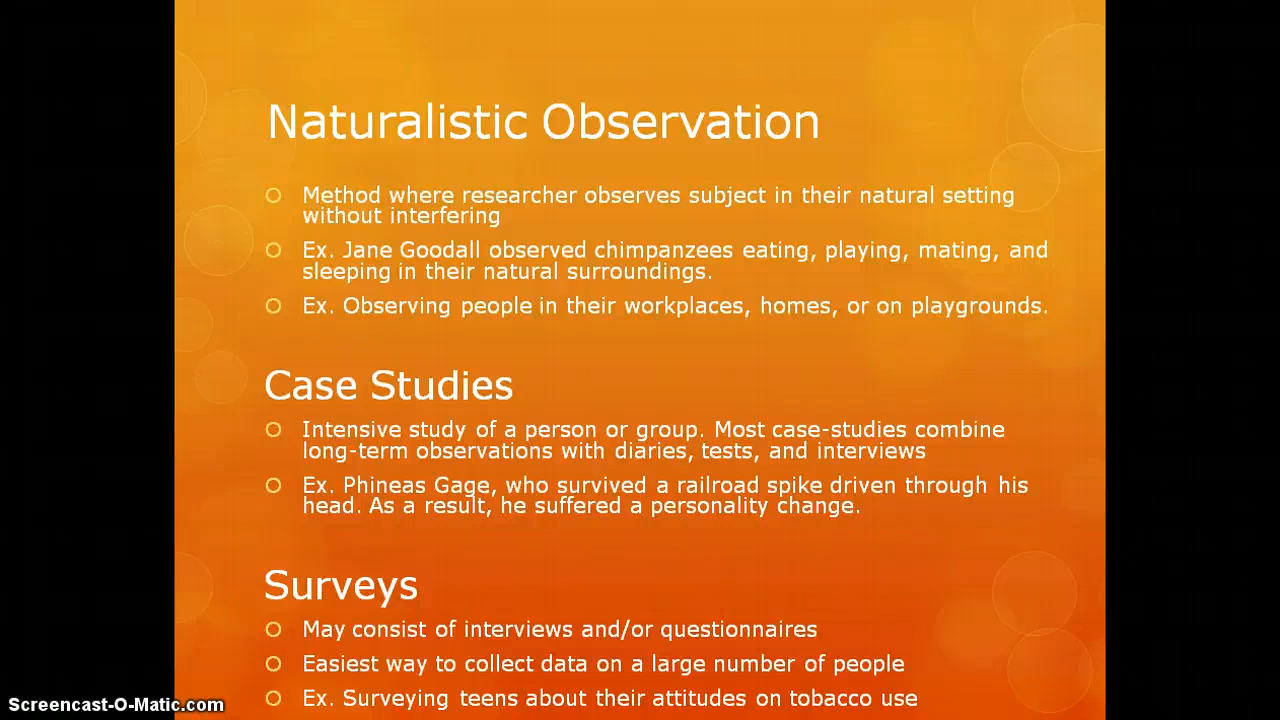 Naturalistic Observation
Method where researcher observes subject in their natural setting
without interfering
Ex. Jane Goodall observed chimpanzees eating, playing, mating, and
sleeping in their natural surroundings.
Ex. Observing people in their workplaces, homes, or on playgrounds.
Case Studies
Intensive study of a person or group. Most case-studies combine
long-term observations with diaries, tests, and interviews
Ex. Phineas Gage, who survived a railroad spike driven through his
head. As a result, he suffered a personality change.
Surveys
May consist of interviews and/or questionnaires
Easiest way to collect data on a large number of people
Ex. Surveying teens about their attitudes on tobacco use
Screencast-O-Matic.com